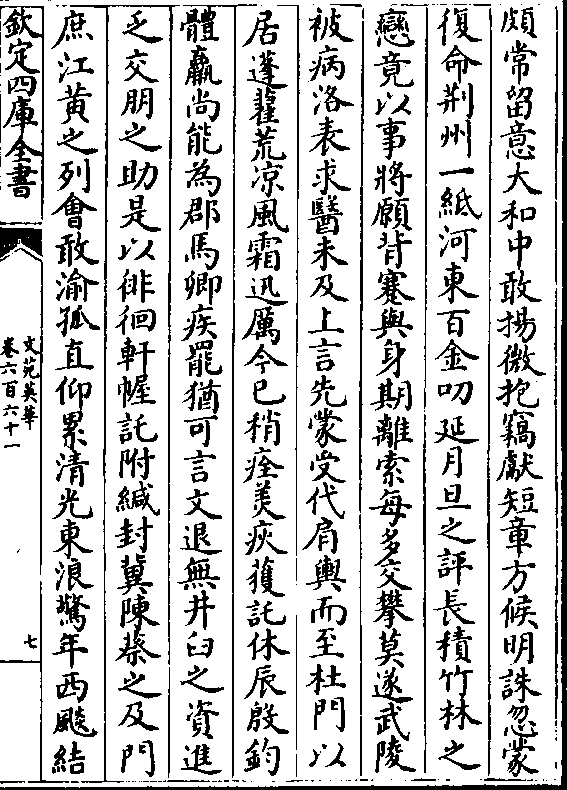 頗常留意大和中敢揚微抱竊獻短章方候明誅忽蒙
復命荆州一紙河東百金叨延月旦之評長積竹林之
戀竟以事將願背蹇與身期離索每多交攀莫遂武陵
被病洛表求醫未及上言先蒙受代肩輿而至杜門以
居蓬藋荒凉風霜迅厲今已稍痊羙疢獲託休辰殷鈞
體羸尚能為郡馬卿疾罷猶可言文退無井臼之資進
乏交朋之助是以俳徊軒幄託附緘封冀陳蔡之及門
庶江黄之列㑹敢渝孤直仰累清光東浪驚年西飈結
欽定四庫全書
文苑英華
卷六百六十一
七